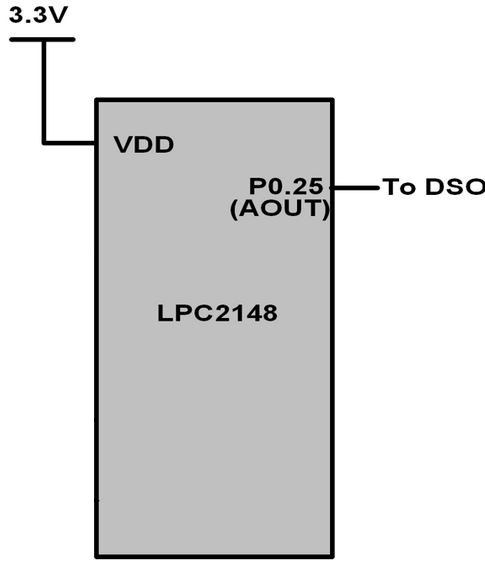 3.3V
VDD
P0.25
(AOUT)
To DSO
LPC2148